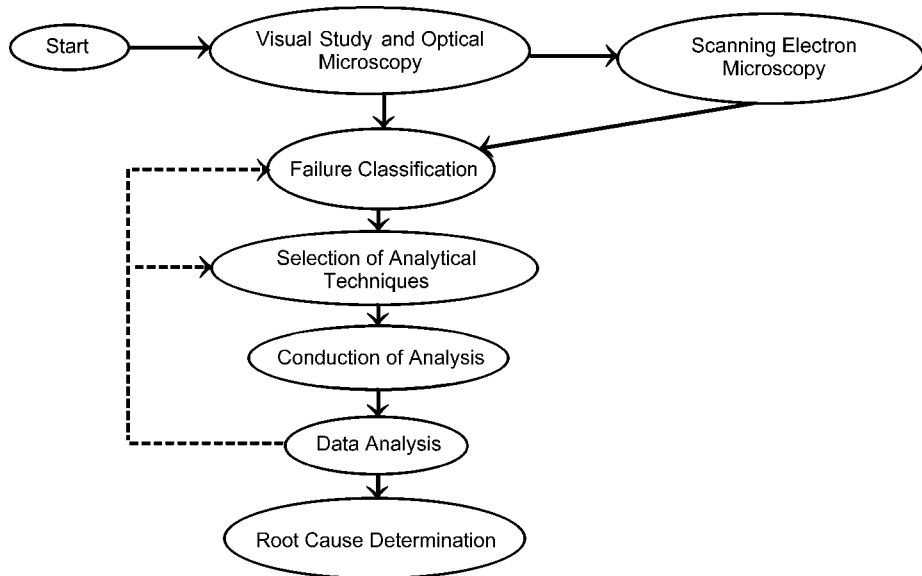 Start
Visual Study and Optical
Microscopy
Scanning Electron
Microscopy
Failure Classification
Selection of Analytical
Techniques
Conduction of Analysis
Data Analysis
Root Cause Determination